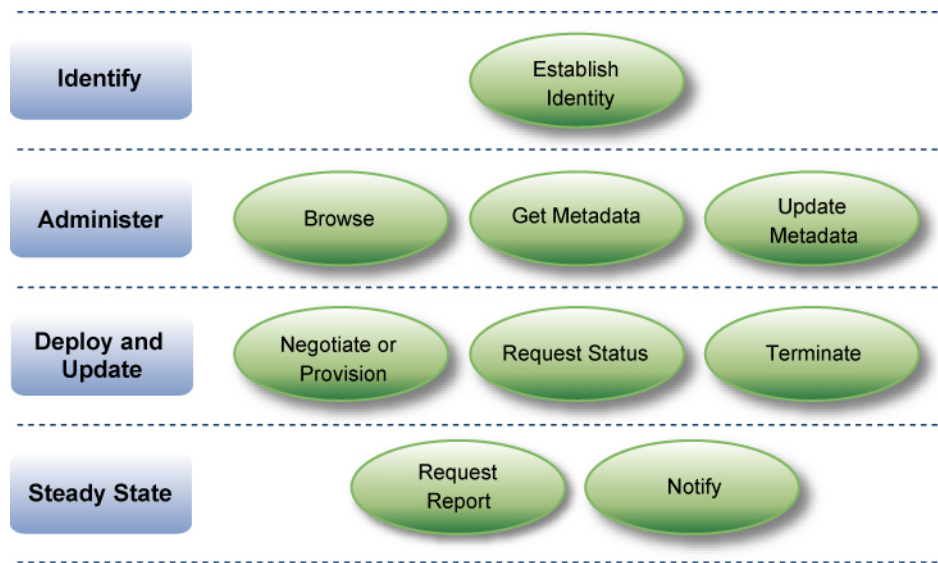 Identify
Establish
Identity
Administer
Browse
Get Metadata
Update
Metadata
Deploy and
Update
Negotiate or
Provision
Request Status
Terminate
Steady State
Request
Report
Notify